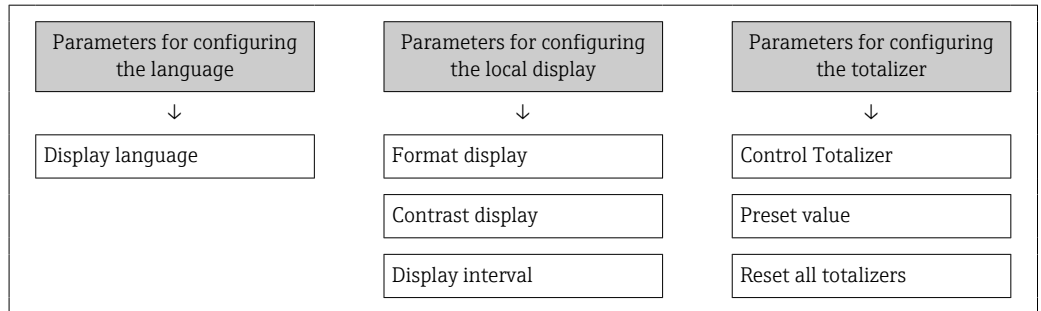 Parameters for configuring
the language
↓
Display language
Parameters for configuring
the local display
↓
Format display
Contrast display
Display interval
Parameters for configuring
the totalizer
↓
Control Totalizer
Preset value
Reset all totalizers